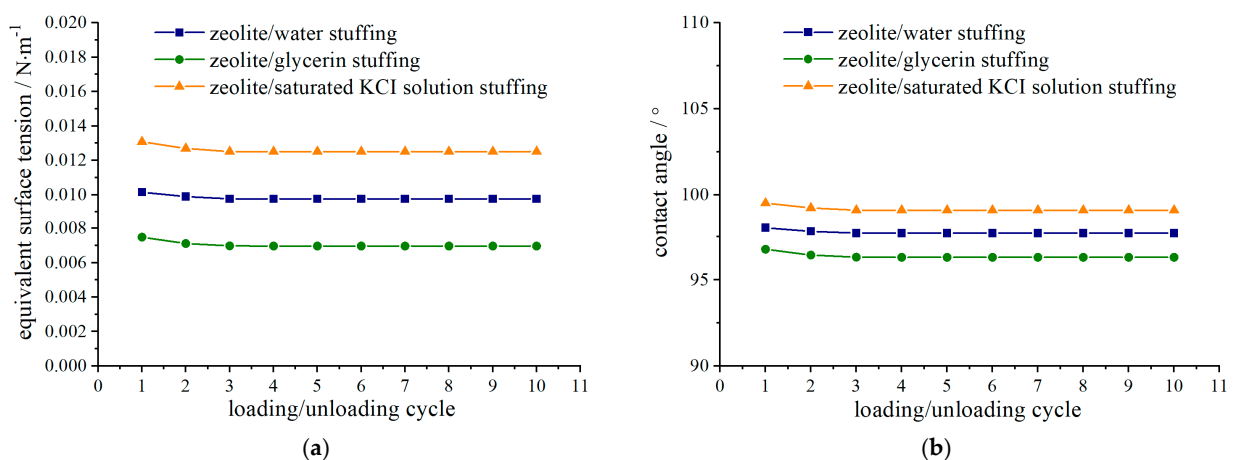 equivalent surface tension / N·m⁻¹
0.020
0.018
0.016
0.014
0.012
0.010
0.008
0.006
0.004
0.002
0.000
zeolite/water stuffing
zeolite/glycerin stuffing
zeolite/saturated KCI solution stuffing
0 1 2 3 4 5 6 7 8 9 10 11
loading/unloading cycle
(a)
contact angle / °
110
105
100
95
90
zeolite/water stuffing
zeolite/glycerin stuffing
zeolite/saturated KCI solution stuffing
0 1 2 3 4 5 6 7 8 9 10 11
loading/unloading cycle
(b)